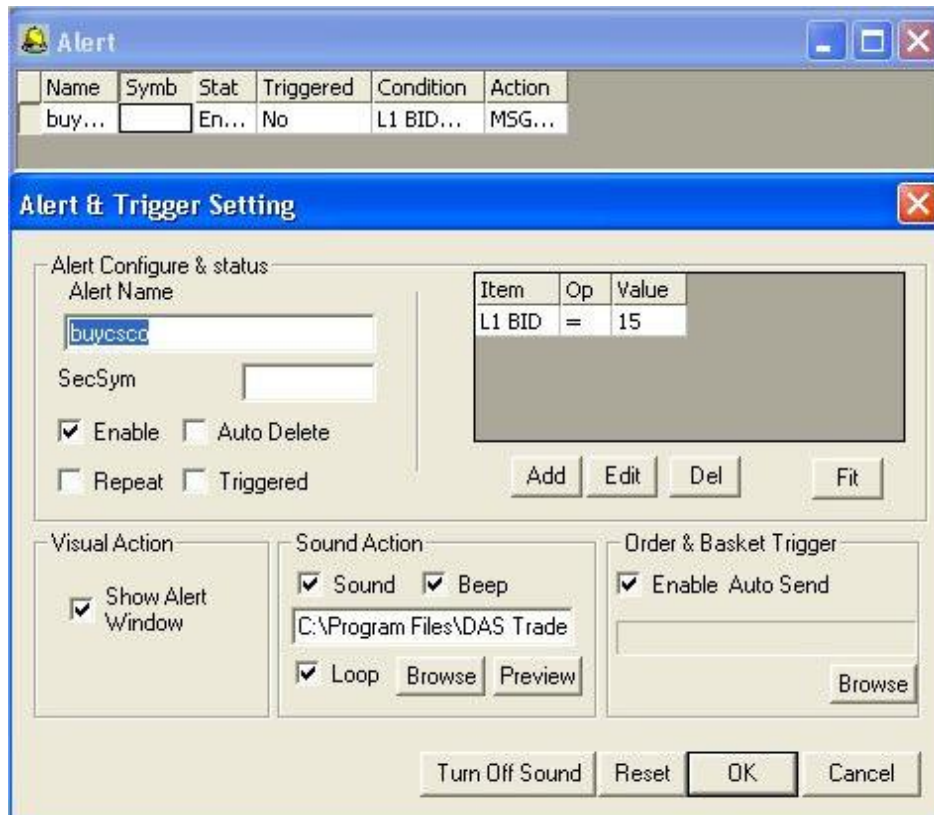 Alert
Name Symb Stat Triggered Condition Action
buy... En... No L1 BID... MSG...
Alert & Trigger Setting
Alert Configure & status
Alert Name
buycsco
SecSym
Enable Auto Delete
Repeat Triggered
Item Op Value
L1 BID = 15
Add Edit Del Fit
Visual Action
Show Alert
Window
Sound Action
Sound Beep
C:\Program Files\DAS Trade
Loop Browse Preview
Order & Basket Trigger
Enable Auto Send
Browse
Turn Off Sound Reset OK Cancel